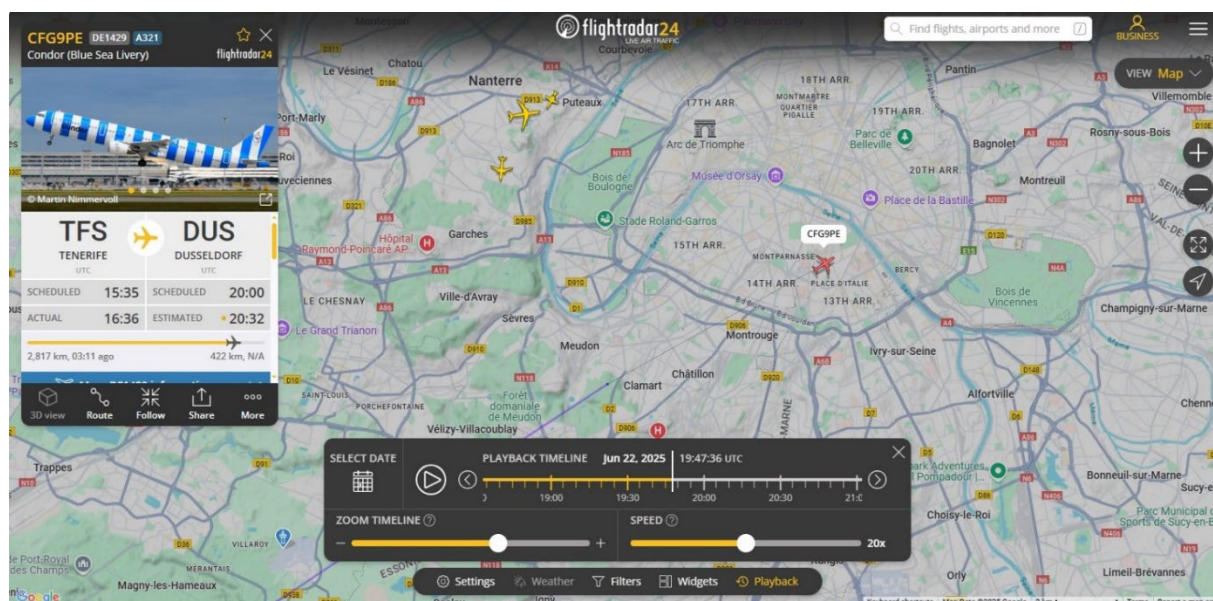 CFG9PE DE1429 A321
Condor (Blue Sea Livery)
flightradar24
© Martin Nimmervoll
TFS
TENERIFE
UTC
DUS
DUSSELDORF
UTC
SCHEDULED 15:35 SCHEDULED 20:00
ACTUAL 16:36 ESTIMATED 20:32
2,817 km, 03:11 ago 422 km, N/A
3D view Route Follow Share More
flightradar24
LIVE AIR TRAFFIC
Find flights, airports and more /
BUSINESS
VIEW Map
Courbevoie
Chatou
Le Vésinet
Nanterre
Puteaux
Port-Marly
18TH ARR.
Pantin
MONTMARTRE
QUARTIER
PIGALLE
17TH ARR.
19TH ARR.
Villemomble
Rosny-sous-Bois
Arc de Triomphe
Parc de
Belleville
Bagnolet
20TH ARR.
Montreuil
Bois de
Boulogne
Musée d'Orsay
Place de la Bastille
Stade Roland-Garros
Hôpital
Raymond-Poincaré AP...
Garches
CFG9PE
15TH ARR.
MONTPARNASSE
14TH ARR.
PLACE D'ITALIE
13TH ARR.
BERCY
Bois de
Vincennes
LE CHESNAY
Ville-d'Avray
Le Grand Trianon
Sèvres
Meudon
Montrouge
Champigny-sur-Marne
Ivry-sur-Seine
Châtillon
Clamart
Alfortville
SAINT-LOUIS
PORCHEFONTAINE
Forêt
domaniale
de Meudon
Vélizy-Villacoublay
Trappes
SELECT DATE
PLAYBACK TIMELINE Jun 22, 2025 19:47:36 UTC
19:00 19:30 20:00 20:30
ZOOM TIMELINE
SPEED
20x
Bonneuil-sur-Marne
Choisy-le-Roi
VILLAROY
MERANTAIS
Magny-les-Hameaux
Orly
Limeil-Brévannes
Settings Weather Filters Widgets Playback
Google